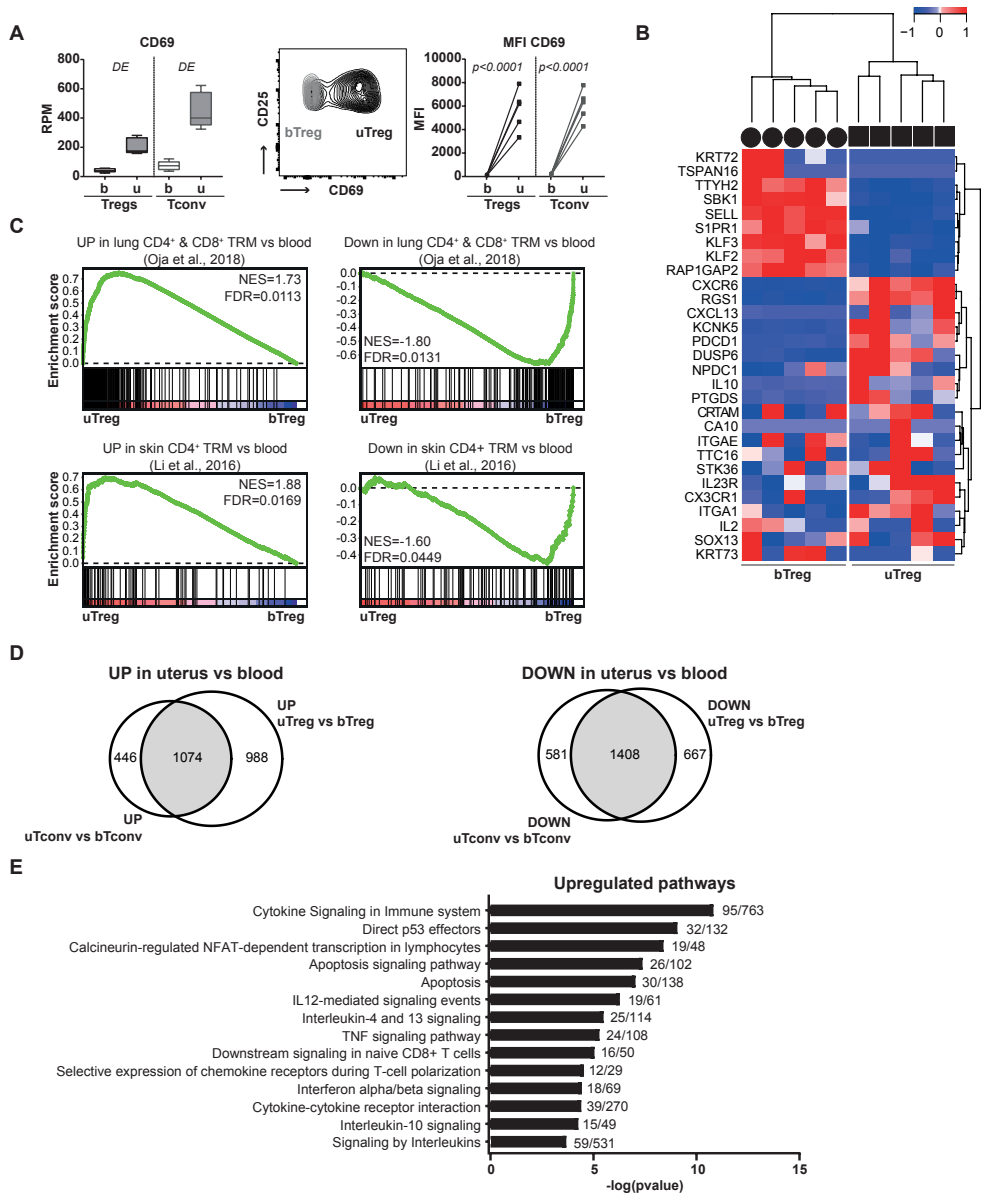 A
CD69
RPM
800
600
400
200
0
DE
DE
b
u
b
u
Tregs
Tconv
CD25
bTreg
uTreg
CD69
MFI CD69
MFI
10000
8000
6000
4000
2000
0
p<0.0001
p<0.0001
b
u
b
u
Tregs
Tconv
B
−1
0
1
KRT72
TSPAN16
TTYH2
SBK1
SELL
S1PR1
KLF3
KLF2
RAP1GAP2
CXCR6
RGS1
CXCL13
KCNK5
PDCD1
DUSP6
NPDC1
IL10
PTGDS
CRTAM
CA10
ITGAE
TTC16
STK36
IL23R
CX3CR1
ITGA1
IL2
SOX13
KRT73
bTreg
uTreg
C
UP in lung CD4⁺ & CD8⁺ TRM vs blood
(Oja et al., 2018)
Enrichment score
0.7
0.6
0.5
0.4
0.3
0.2
0.1
0.0
NES=1.73
FDR=0.0113
uTreg
bTreg
Down in lung CD4⁺ & CD8⁺ TRM vs blood
(Oja et al., 2018)
0.0
-0.1
-0.2
-0.3
-0.4
-0.5
-0.6
NES=-1.80
FDR=0.0131
uTreg
bTreg
UP in skin CD4⁺ TRM vs blood
(Li et al., 2016)
Enrichment score
0.7
0.6
0.5
0.4
0.3
0.2
0.1
0.0
NES=1.88
FDR=0.0169
uTreg
bTreg
Down in skin CD4+ TRM vs blood
(Li et al., 2016)
0.0
-0.1
-0.2
-0.3
-0.4
NES=-1.60
FDR=0.0449
uTreg
bTreg
D
UP in uterus vs blood
UP
uTreg vs bTreg
446
1074
988
UP
uTconv vs bTconv
DOWN in uterus vs blood
DOWN
uTreg vs bTreg
581
1408
667
DOWN
uTconv vs bTconv
E
Upregulated pathways
Cytokine Signaling in Immune system 95/763
Direct p53 effectors 32/132
Calcineurin-regulated NFAT-dependent transcription in lymphocytes 19/48
Apoptosis signaling pathway 26/102
Apoptosis 30/138
IL12-mediated signaling events 19/61
Interleukin-4 and 13 signaling 25/114
TNF signaling pathway 24/108
Downstream signaling in naive CD8+ T cells 16/50
Selective expression of chemokine receptors during T-cell polarization 12/29
Interferon alpha/beta signaling 18/69
Cytokine-cytokine receptor interaction 39/270
Interleukin-10 signaling 15/49
Signaling by Interleukins 59/531
0
5
10
15
-log(pvalue)